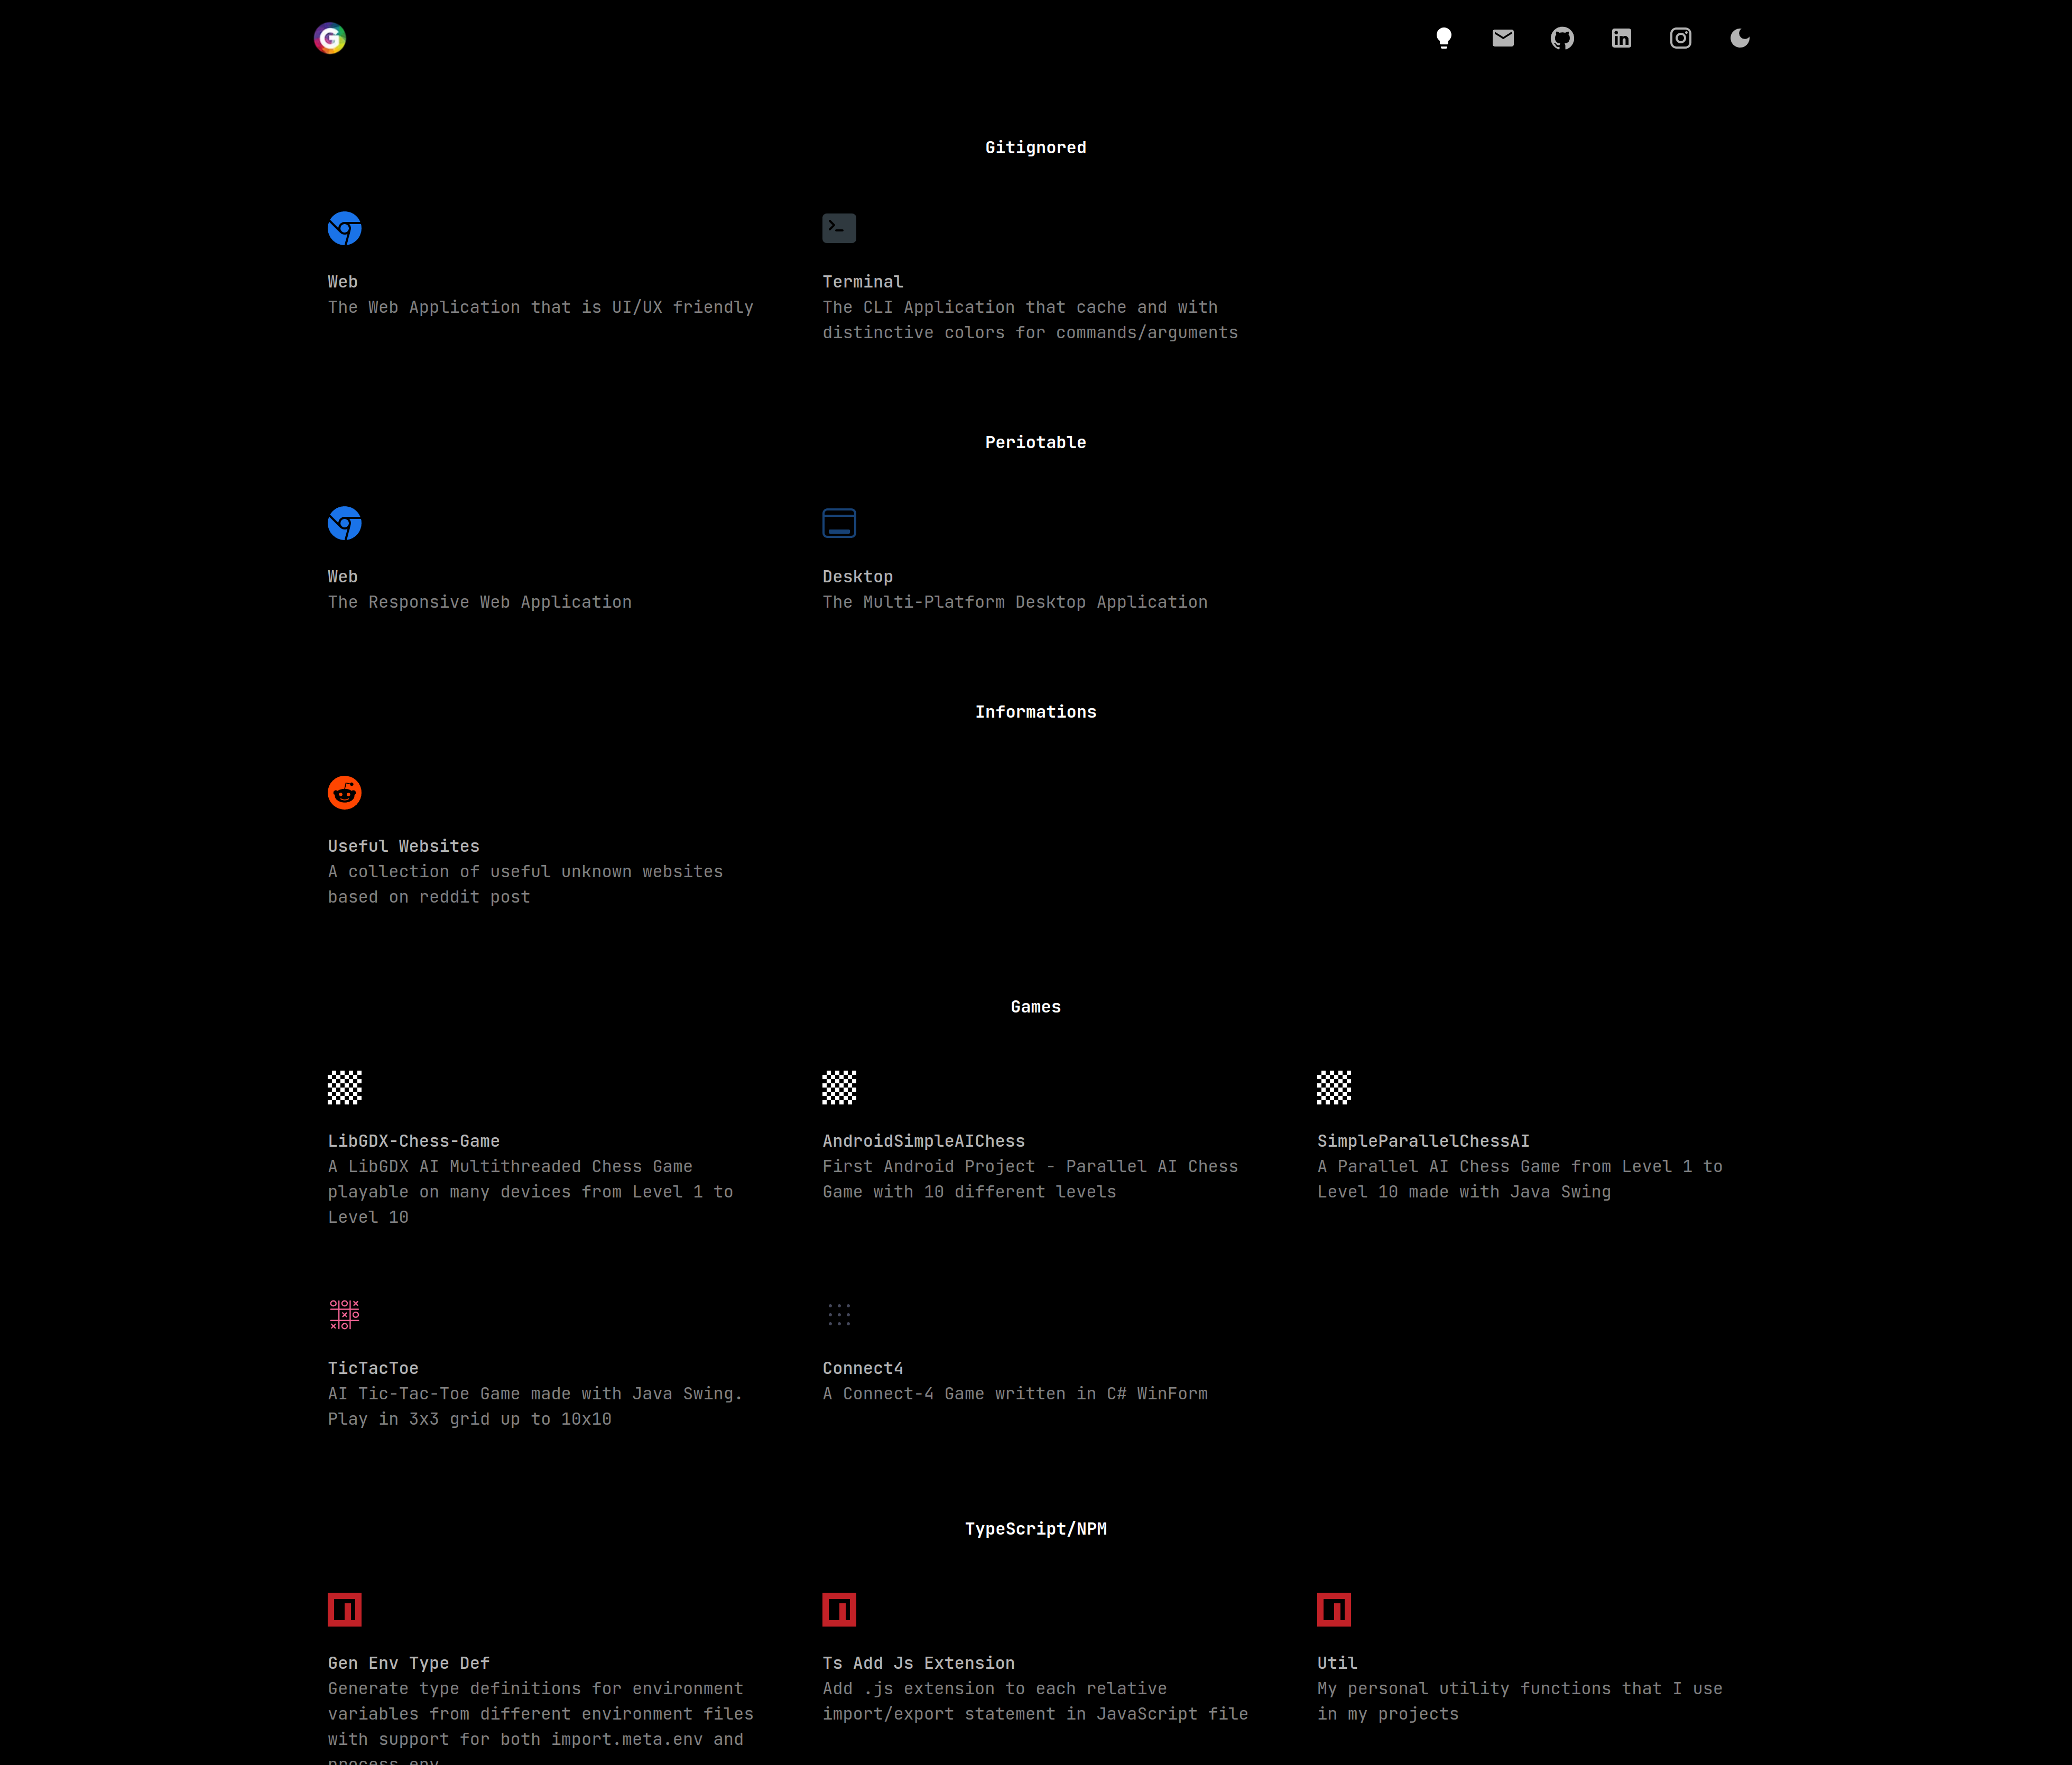 G
Gitignored
Web
The Web Application that is UI/UX friendly
Terminal
The CLI Application that cache and with
distinctive colors for commands/arguments
Periotable
Web
The Responsive Web Application
Desktop
The Multi-Platform Desktop Application
Informations
Useful Websites
A collection of useful unknown websites
based on reddit post
Games
LibGDX-Chess-Game
A LibGDX AI Multithreaded Chess Game
playable on many devices from Level 1 to
Level 10
AndroidSimpleAIChess
First Android Project - Parallel AI Chess
Game with 10 different levels
SimpleParallelChessAI
A Parallel AI Chess Game from Level 1 to
Level 10 made with Java Swing
TicTacToe
AI Tic-Tac-Toe Game made with Java Swing.
Play in 3x3 grid up to 10x10
Connect4
A Connect-4 Game written in C# WinForm
TypeScript/NPM
Gen Env Type Def
Generate type definitions for environment
variables from different environment files
with support for both import.meta.env and
process.env
Ts Add Js Extension
Add .js extension to each relative
import/export statement in JavaScript file
Util
My personal utility functions that I use
in my projects